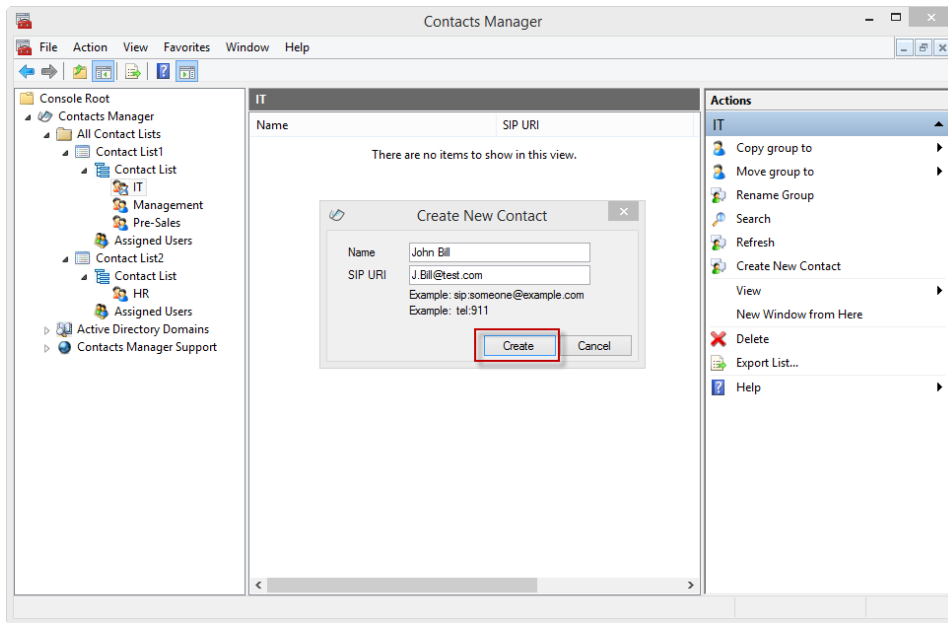 Contacts Manager
File Action View Favorites Window Help
Console Root
Contacts Manager
All Contact Lists
Contact List1
Contact List
IT
Management
Pre-Sales
Assigned Users
Contact List2
Contact List
HR
Assigned Users
Active Directory Domains
Contacts Manager Support
IT
Name SIP URI
There are no items to show in this view.
Create New Contact
Name John Bill
SIP URI J.Bill@test.com
Example: sip:someone@example.com
Example: tel:911
Create Cancel
Actions
IT
Copy group to
Move group to
Rename Group
Search
Refresh
Create New Contact
View
New Window from Here
Delete
Export List...
Help